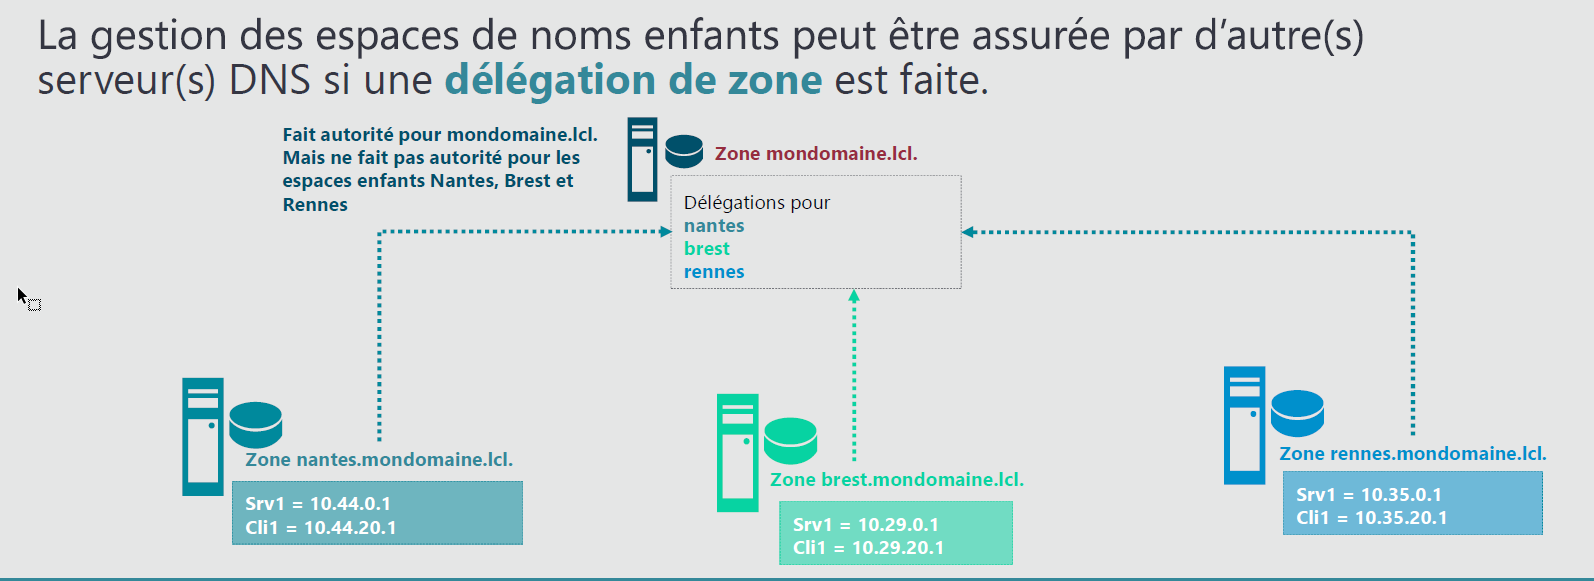 La gestion des espaces de noms enfants peut être assurée par d’autre(s)
serveur(s) DNS si une délégation de zone est faite.
Fait autorité pour mondomaine.lcl.
Mais ne fait pas autorité pour les
espaces enfants Nantes, Brest et
Rennes
Zone mondomaine.lcl.
Délégations pour
nantes
brest
rennes
Zone nantes.mondomaine.lcl.
Srv1 = 10.44.0.1
Cli1 = 10.44.20.1
Zone brest.mondomaine.lcl.
Srv1 = 10.29.0.1
Cli1 = 10.29.20.1
Zone rennes.mondomaine.lcl.
Srv1 = 10.35.0.1
Cli1 = 10.35.20.1